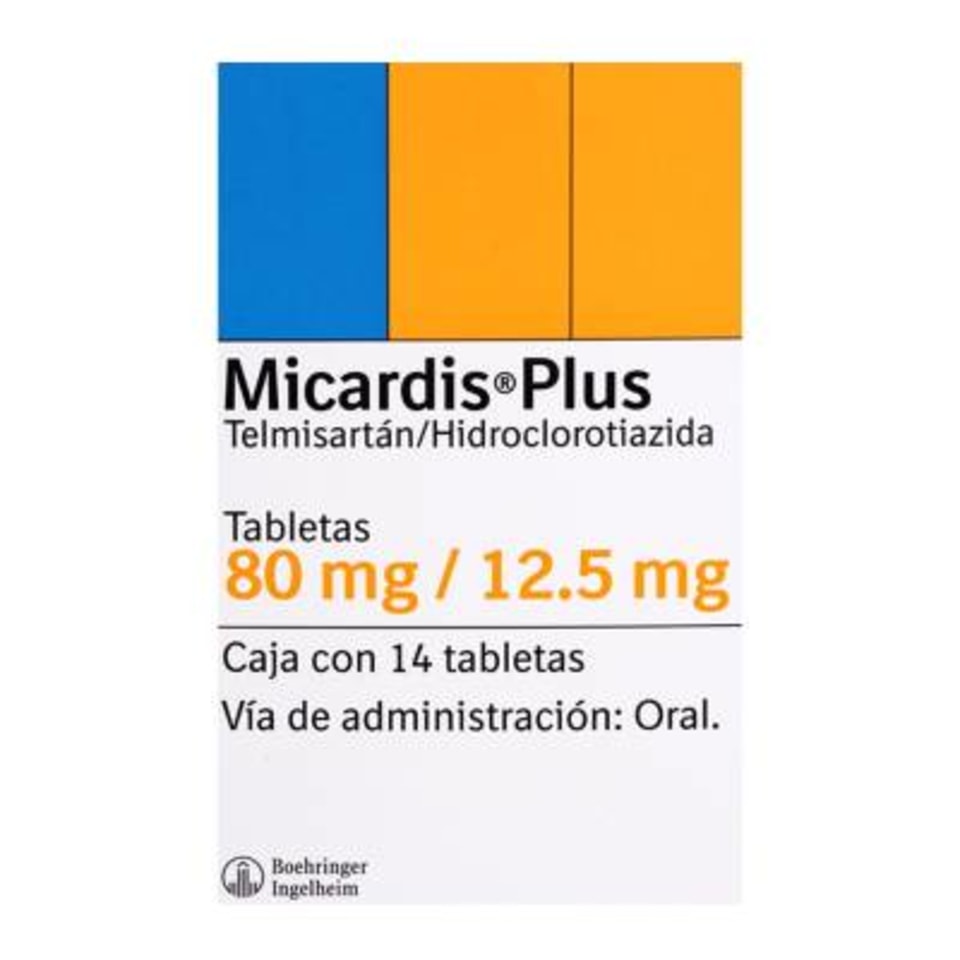 Micardis®Plus
Telmisartán/Hidroclorotiazida
Tabletas
80 mg / 12.5 mg
Caja con 14 tabletas
Vía de administración: Oral.
Boehringer
Ingelheim